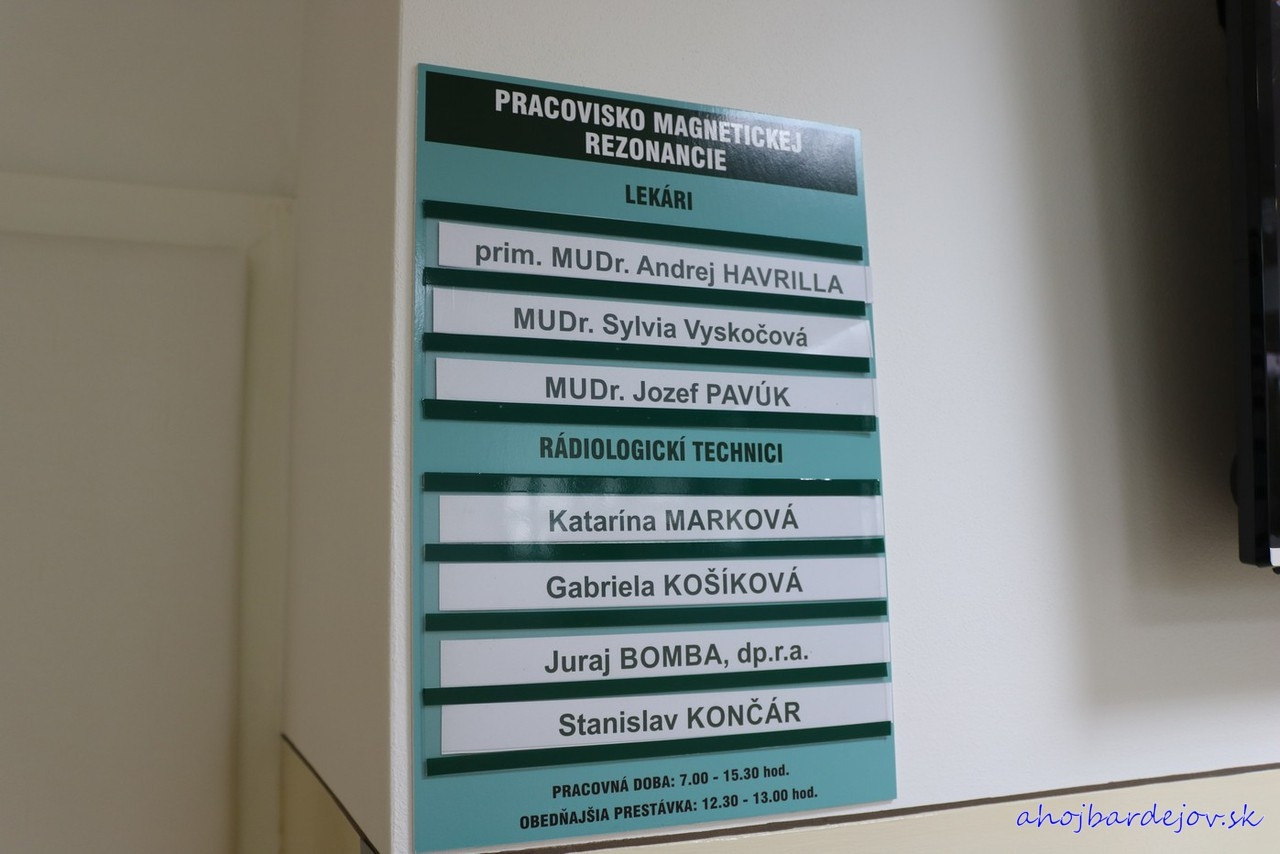 PRACOVISKO MAGNETICKEJ
REZONANCIE
LEKÁRI
prim. MUDr. Andrej HAVRILLA
MUDr. Sylvia Vyskočová
MUDr. Jozef PAVÚK
RÁDIOLOGICKÍ TECHNICI
Katarína MARKOVÁ
Gabriela KOŠÍKOVÁ
Juraj BOMBA, dp.r.a.
Stanislav KONČÁR
PRACOVNÁ DOBA: 7.00 - 15.30 hod.
OBEDŇAJŠIA PRESTÁVKA: 12.30 - 13.00 hod.
ahojbardejov.sk